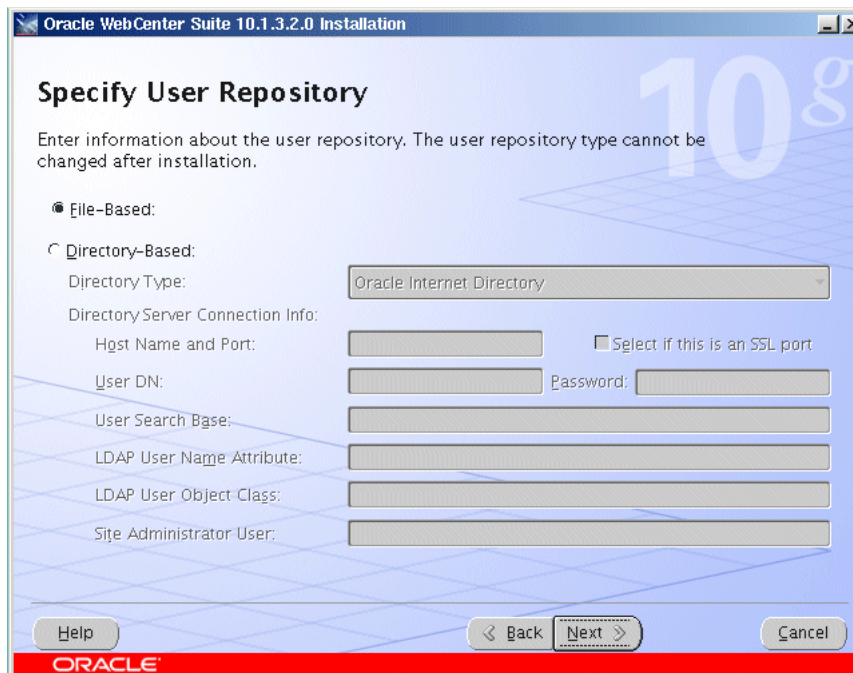 Oracle WebCenter Suite 10.1.3.2.0 Installation
10g
Specify User Repository
Enter information about the user repository. The user repository type cannot be
changed after installation.
File-Based:
Directory-Based:
Directory Type: Oracle Internet Directory
Directory Server Connection Info:
Host Name and Port: Select if this is an SSL port
User DN: Password:
User Search Base:
LDAP User Name Attribute:
LDAP User Object Class:
Site Administrator User:
Help Back Next Cancel
ORACLE